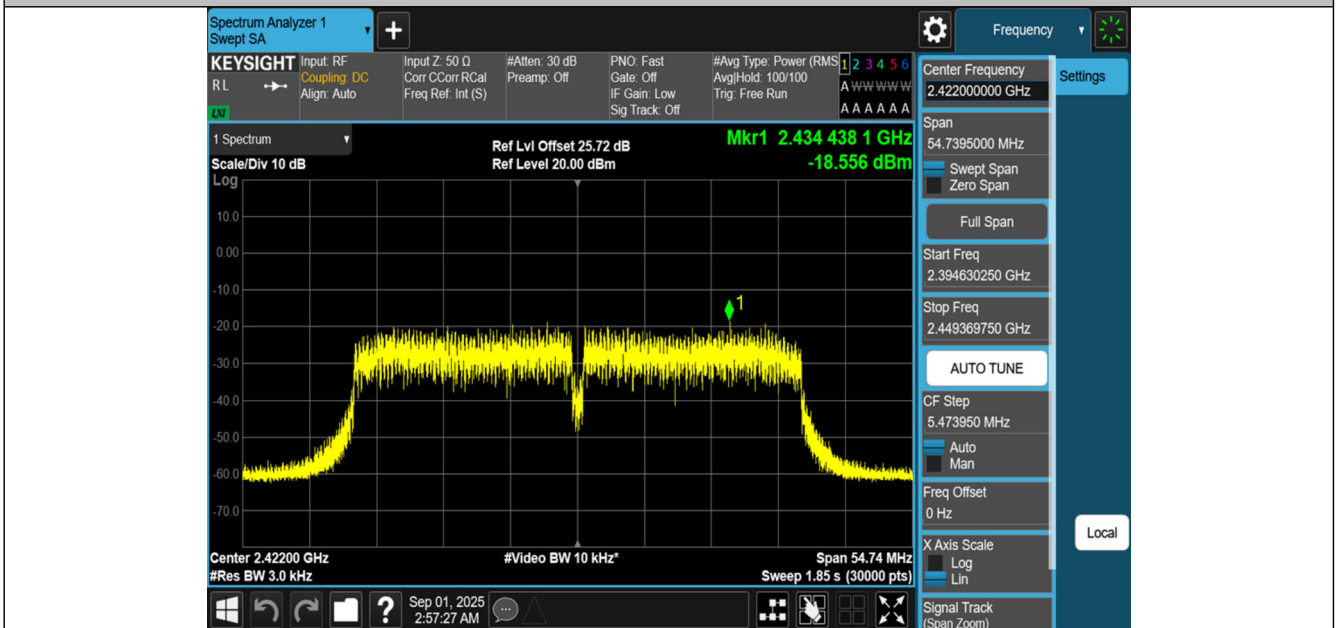 Spectrum Analyzer 1
Swept SA
+
Frequency
KEYSIGHT
RL
LXI
Input: RF
Coupling: DC
Align: Auto
Input Z: 50 Ω
Corr CCorr RCal
Freq Ref: Int (S)
#Atten: 30 dB
Preamp: Off
PNO: Fast
Gate: Off
IF Gain: Low
Sig Track: Off
#Avg Type: Power (RMS
Avg|Hold: 100/100
Trig: Free Run
1 2 3 4 5 6
A W W W W W
A A A A A A
1 Spectrum
Scale/Div 10 dB
Log
Ref Lvl Offset 25.72 dB
Ref Level 20.00 dBm
Mkr1 2.434 438 1 GHz
-18.556 dBm
10.0
0.00
-10.0
-20.0
-30.0
-40.0
-50.0
-60.0
-70.0
1
Center 2.42200 GHz
#Res BW 3.0 kHz
#Video BW 10 kHz*
Span 54.74 MHz
Sweep 1.85 s (30000 pts)
Center Frequency
2.422000000 GHz
Settings
Span
54.7395000 MHz
Swept Span
Zero Span
Full Span
Start Freq
2.394630250 GHz
Stop Freq
2.449369750 GHz
AUTO TUNE
CF Step
5.473950 MHz
Auto
Man
Freq Offset
0 Hz
X Axis Scale
Log
Lin
Local
Signal Track
(Span Zoom)
?
Sep 01, 2025
2:57:27 AM